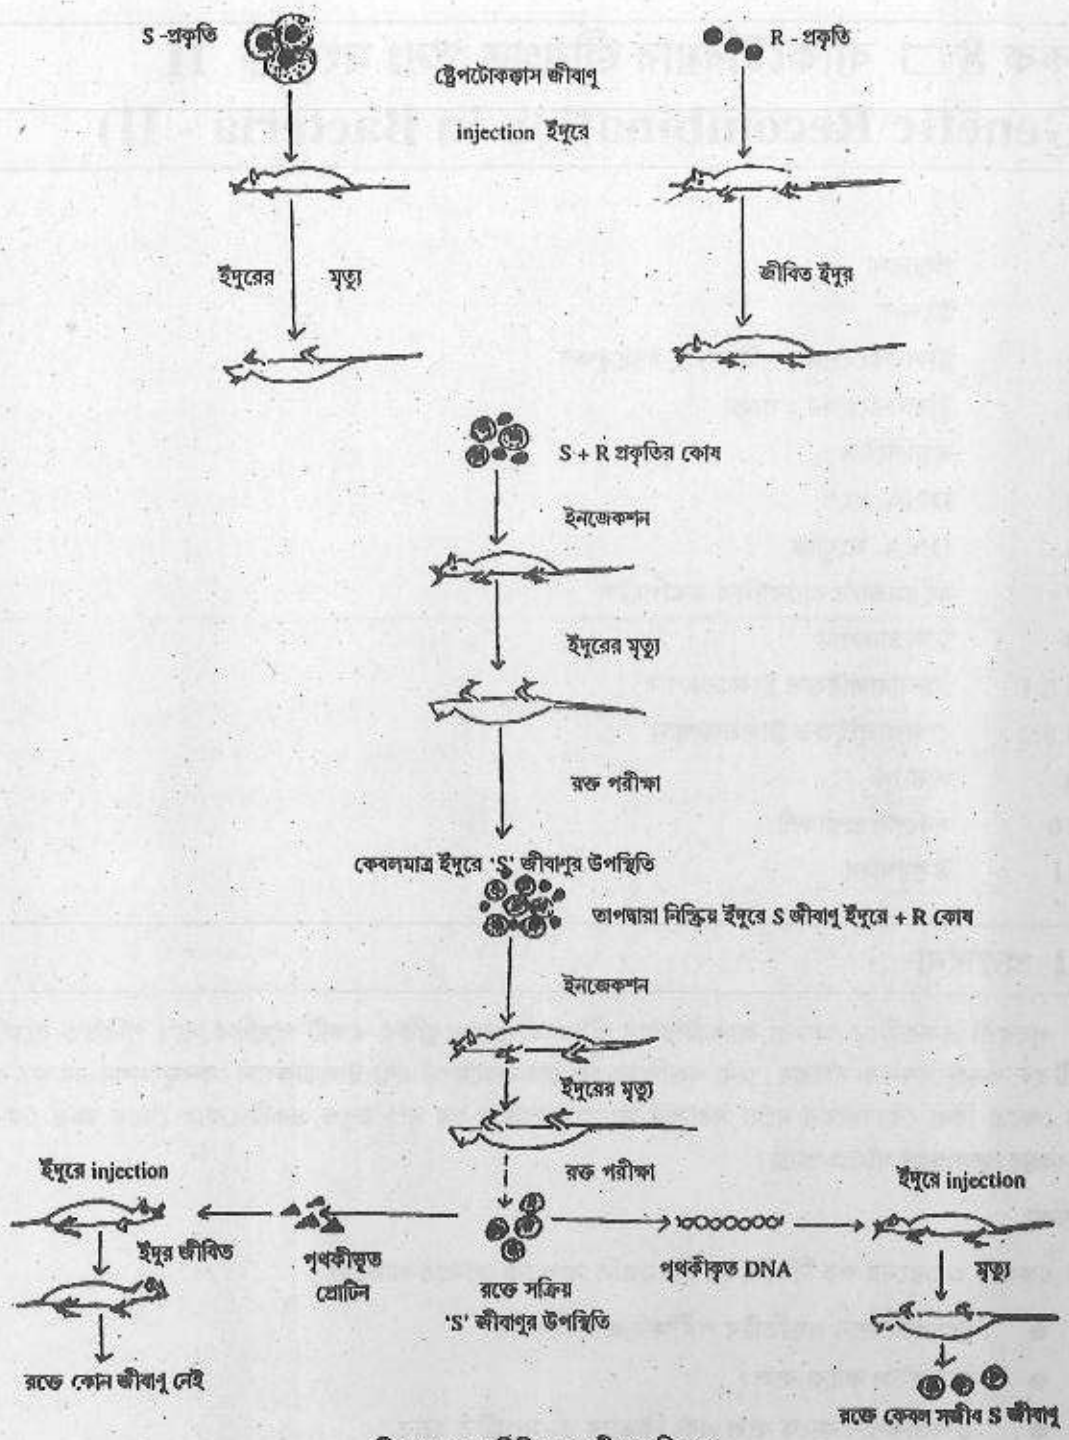 S -প্রকৃতি
R - প্রকৃতি
ষ্ট্রেপটোকক্কাস জীবাণু
injection ইঁদুরে
ইঁদুরের মৃত্যু
জীবিত ইঁদুর
S + R প্রকৃতির কোষ
ইনজেকশন
ইঁদুরের মৃত্যু
রক্ত পরীক্ষা
কেবলমাত্র ইঁদুরে ‘S’ জীবাণুর উপস্থিতি
তাপদ্বারা নিস্ক্রিয় ইঁদুরে S জীবাণু ইঁদুরে + R কোষ
ইনজেকশন
ইঁদুরের মৃত্যু
রক্ত পরীক্ষা
ইঁদুরে injection
ইঁদুরে injection
ইঁদুর জীবিত
পৃথকীভূত
প্রোটিন
রক্তে সক্রিয়
‘S’ জীবাণুর উপস্থিতি
পৃথকীকৃত DNA
মৃত্যু
রক্তে কোন জীবাণু নেই
রক্তে কেবল সজীব S জীবাণু